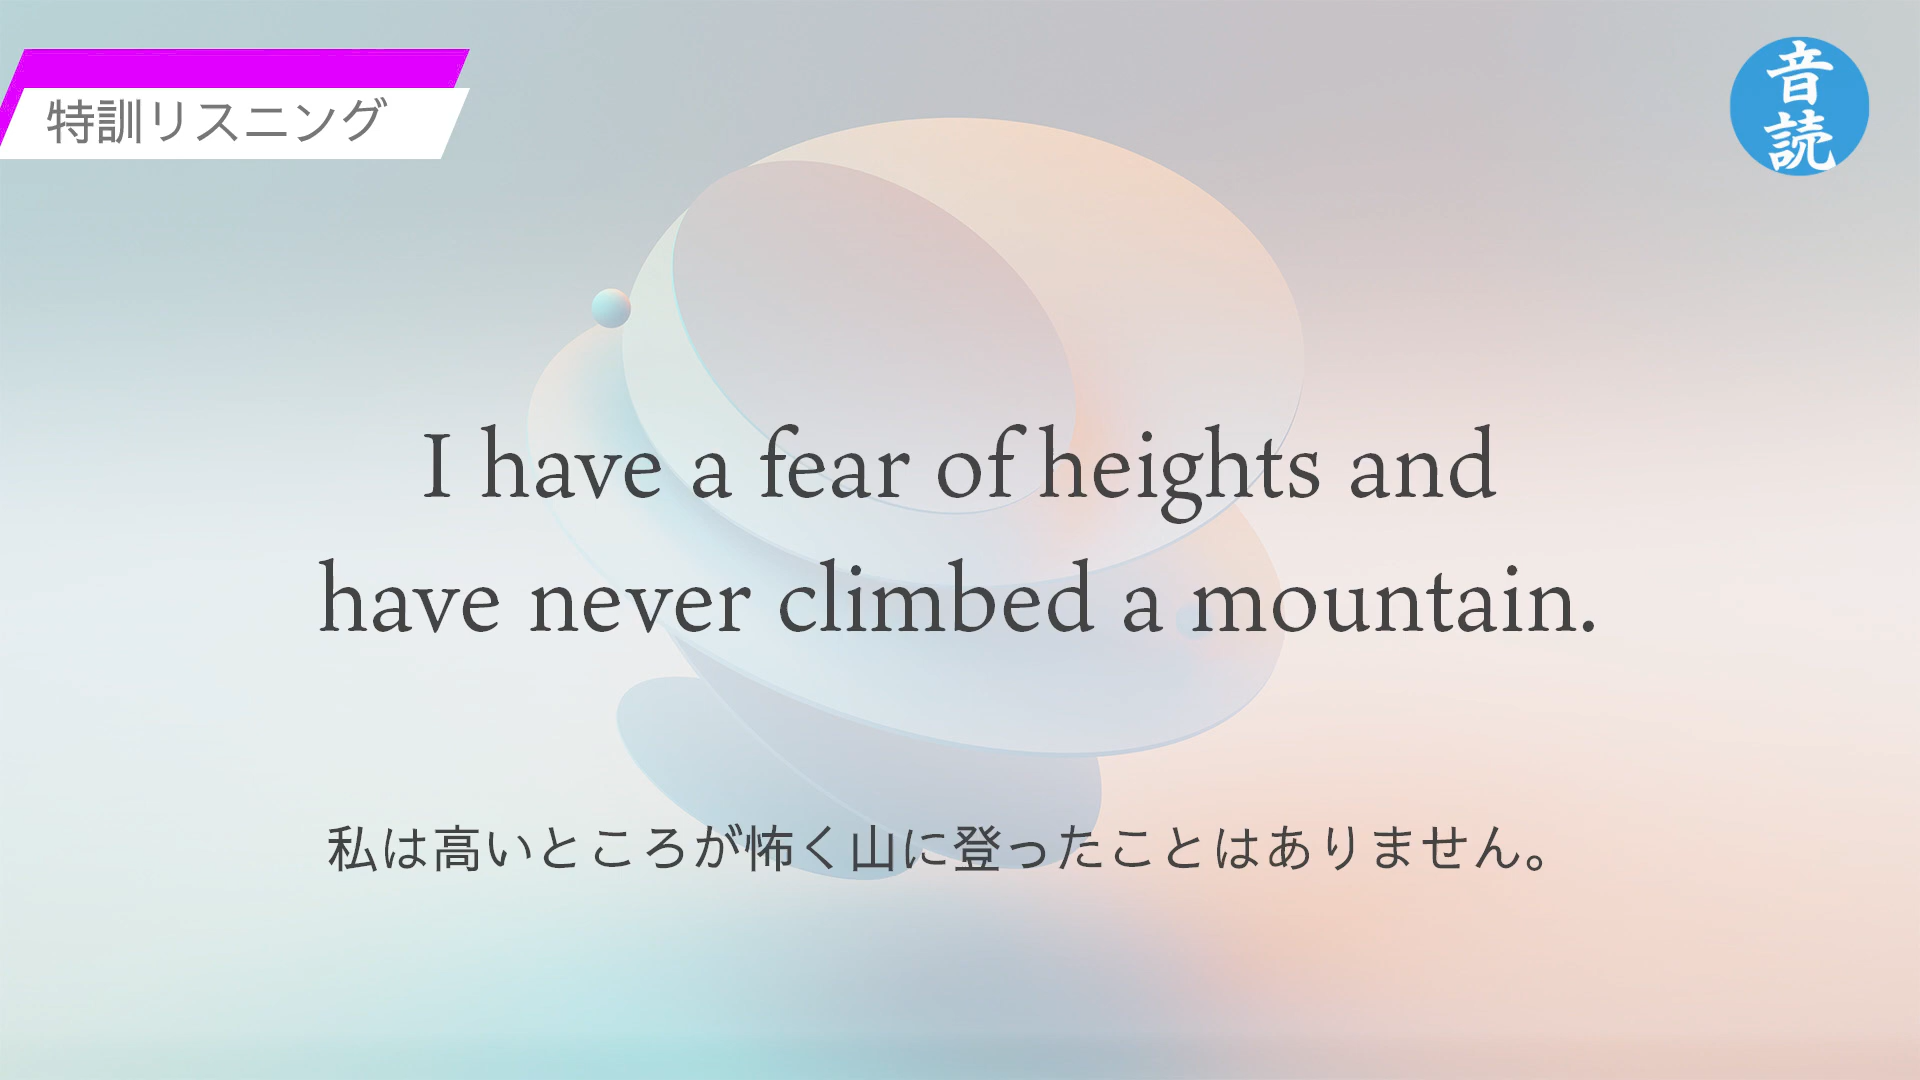 特訓リスニング
音
読
I have a fear of heights and
have never climbed a mountain.
私は高いところが怖く山に登ったことはありません。